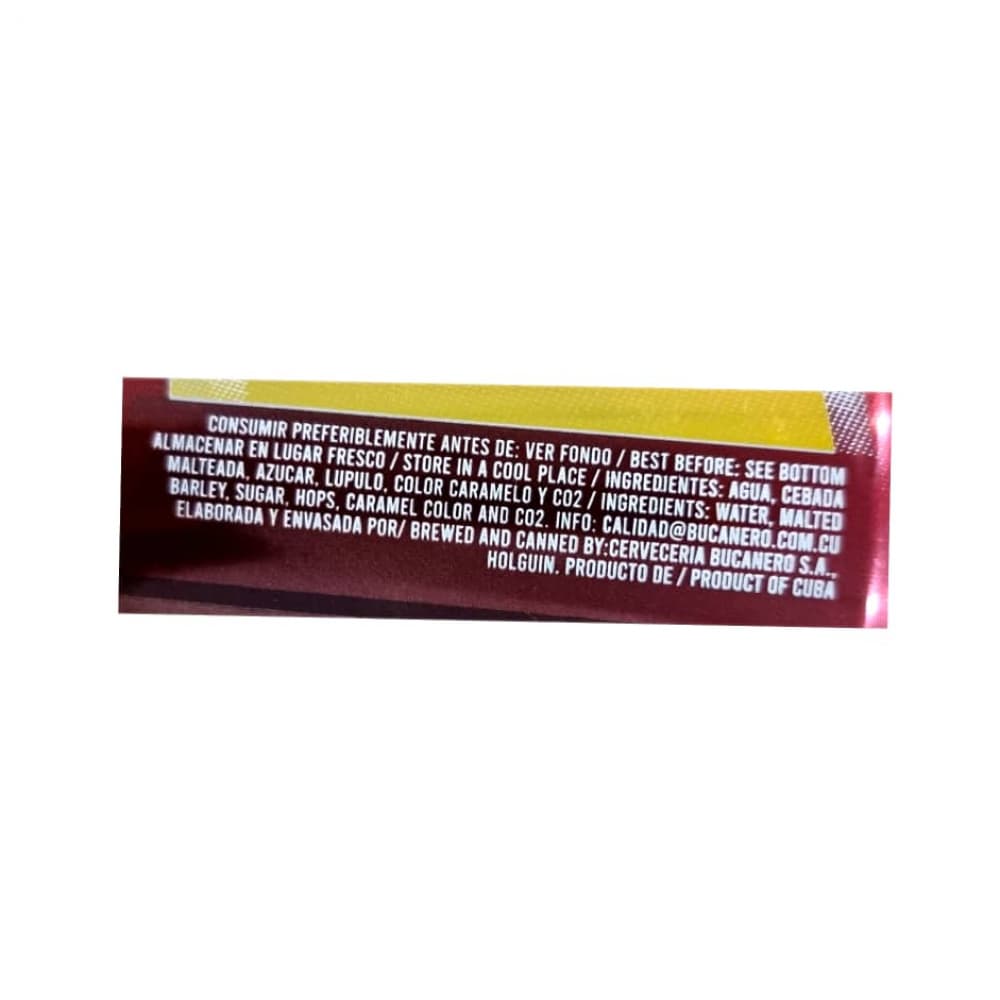 CONSUMIR PREFERIBLEMENTE ANTES DE: VER FONDO / BEST BEFORE: SEE BOTTOM
ALMACENAR EN LUGAR FRESCO / STORE IN A COOL PLACE / INGREDIENTES: AGUA, CEBADA
MALTEADA, AZUCAR, LUPULO, COLOR CARAMELO Y CO2 / INGREDIENTS: WATER, MALTED
BARLEY, SUGAR, HOPS, CARAMEL COLOR AND CO2. INFO: CALIDAD@BUCANERO.COM.CU
ELABORADA Y ENVASADA POR/ BREWED AND CANNED BY:CERVECERIA BUCANERO S.A.,
HOLGUIN. PRODUCTO DE / PRODUCT OF CUBA